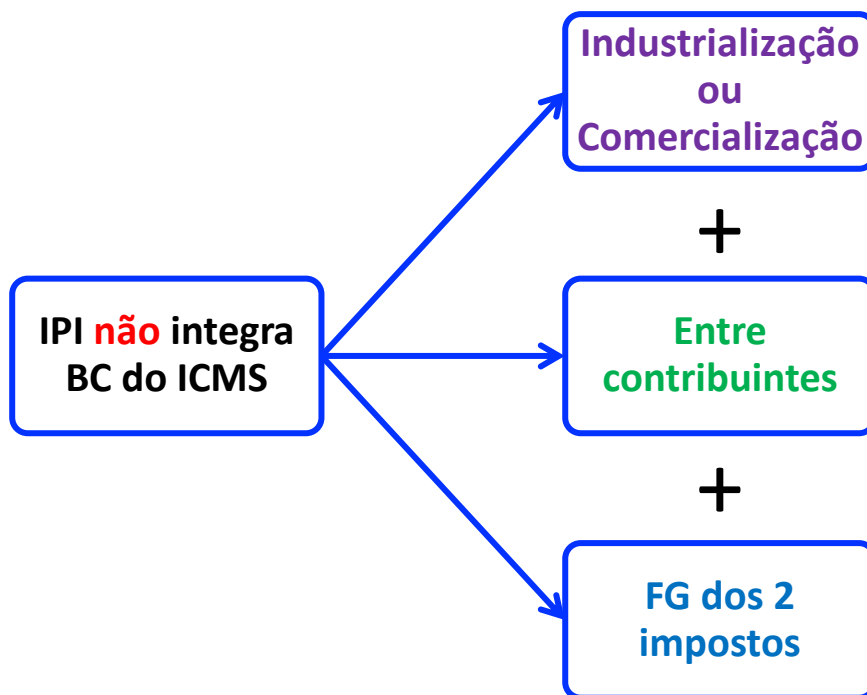 Industrialização
ou
Comercialização
+
IPI não integra
BC do ICMS
Entre
contribuintes
+
FG dos 2
impostos